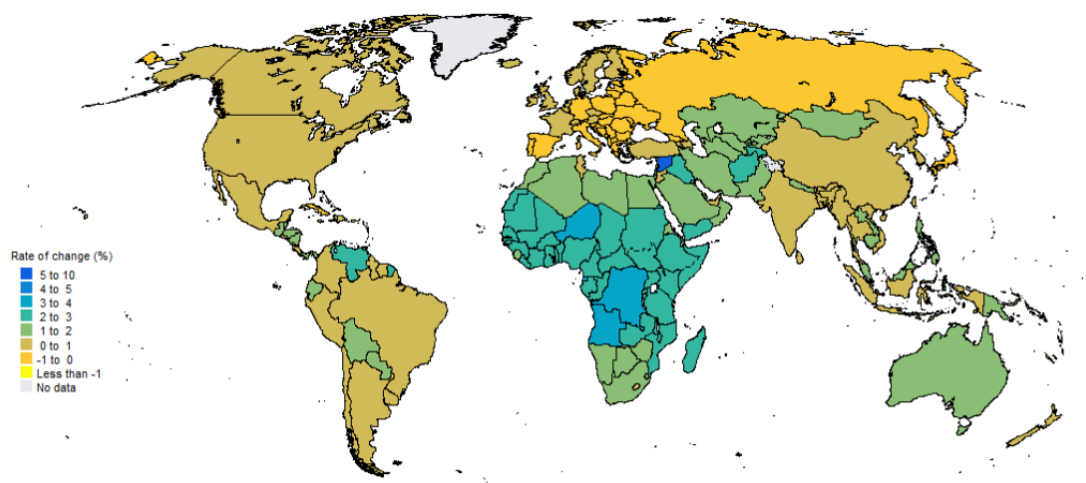 Rate of change (%)
5 to 10
4 to 5
3 to 4
2 to 3
1 to 2
0 to 1
-1 to 0
Less than -1
No data